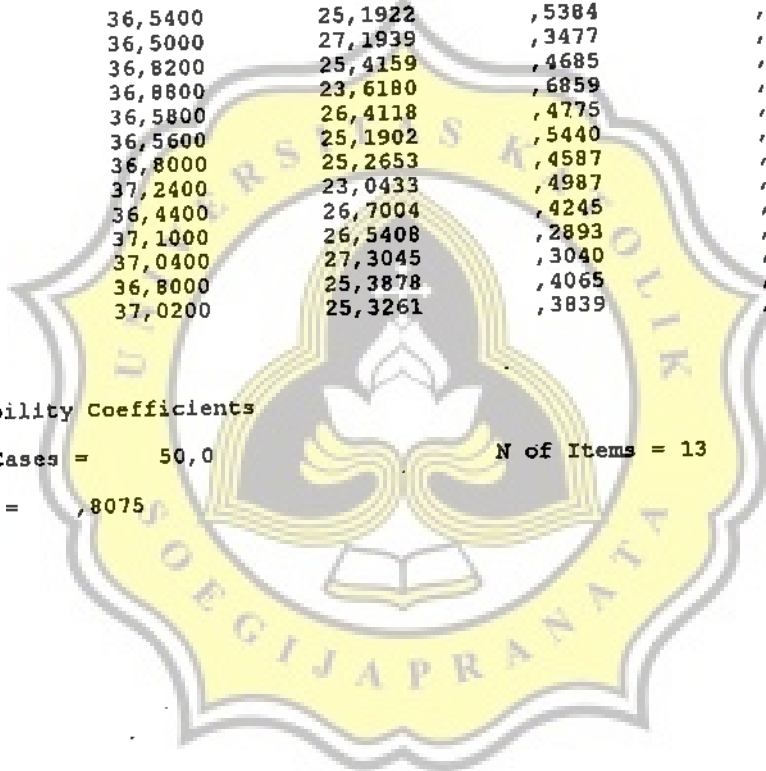 36,5400 25,1922 ,5384 ,
36,5000 27,1939 ,3477 ,
36,8200 25,4159 ,4685 ,
36,8800 23,6180 ,6859 ,
36,5800 26,4118 ,4775 ,
36,5600 25,1902 ,5440 ,
36,8000 25,2653 ,4587 ,
37,2400 23,0433 ,4987 ,
36,4400 26,7004 ,4245 ,
37,1000 26,5408 ,2893 ,
37,0400 27,3045 ,3040 ,
36,8000 25,3878 ,4065 ,
37,0200 25,3261 ,3839 ,
bility Coefficients
Cases = 50,0 N of Items = 13
= ,8075
SOEGIJAPRANATA